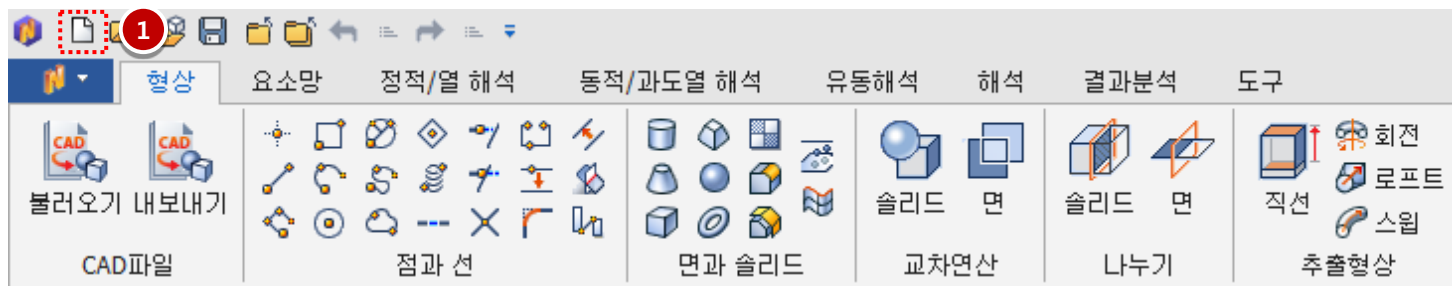 1
형상 요소망 정적/열 해석 동적/과도열 해석 유동해석 해석 결과분석 도구
CAD CAD
회전
로프트
불러오기 내보내기 솔리드 면 솔리드 면 직선
스윕
CAD파일 점과 선 면과 솔리드 교차연산 나누기 추출형상